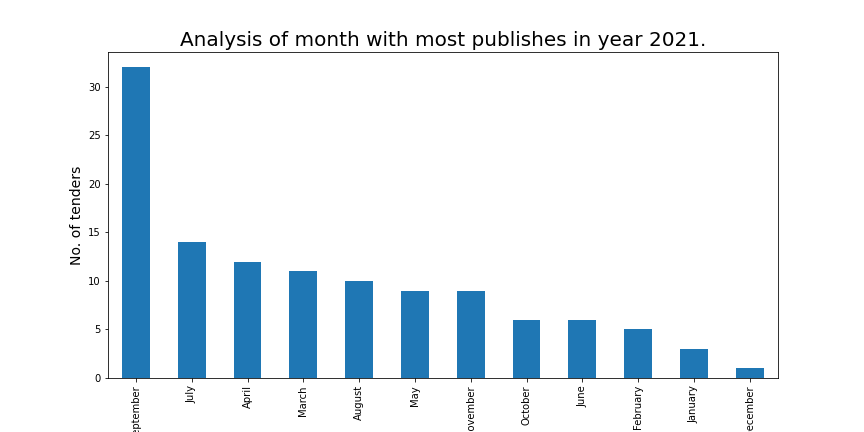 Analysis of month with most publishes in year 2021.
No. of tenders
30
25
20
15
10
5
0
eptember
July
April
March
August
May
ovember
October
June
February
January
ecember